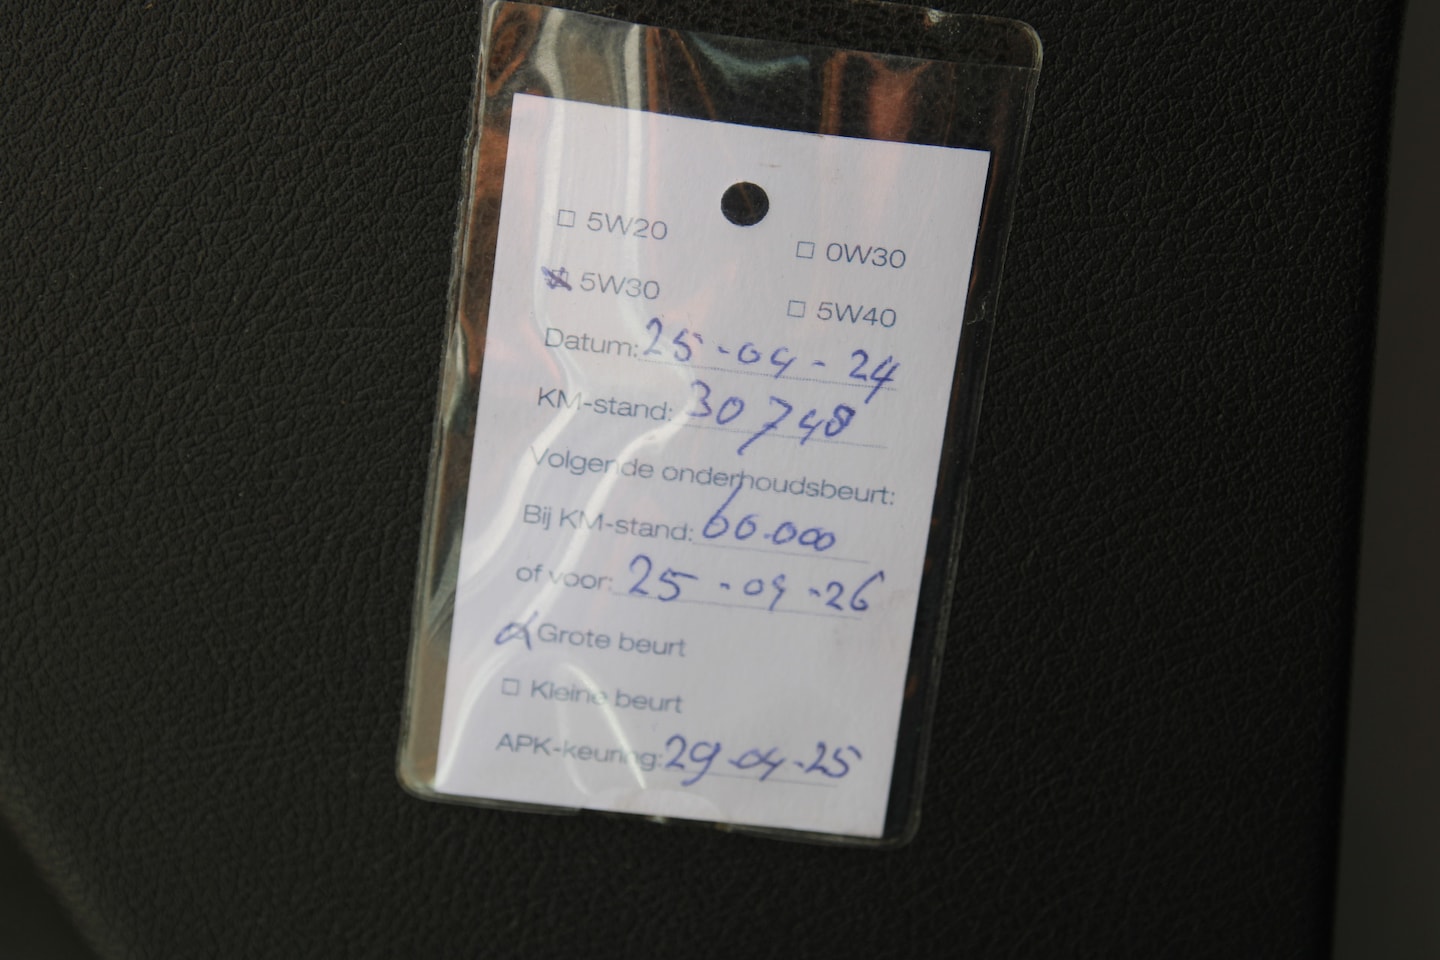 5W20
0W30
5W30
5W40
Datum: 25-04-24
KM-stand: 30748
Volgende onderhoudsbeurt:
Bij KM-stand: 60.000
of voor: 25-04-26
Grote beurt
Kleine beurt
APK-keuring: 29-04-25